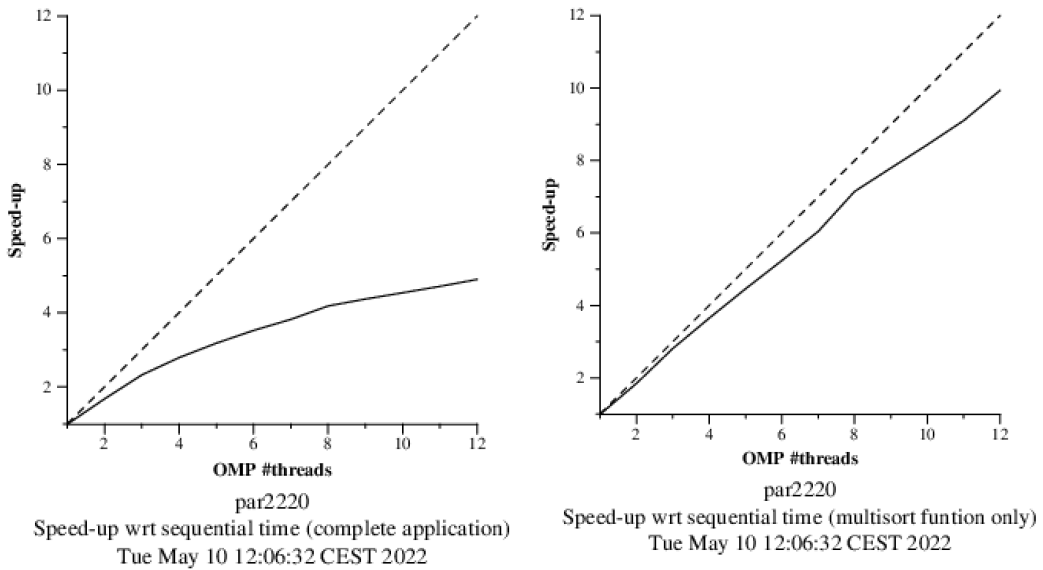 12
10
8
6
4
2
Speed-up
2 4 6 8 10 12
OMP #threads
par2220
Speed-up wrt sequential time (complete application)
Tue May 10 12:06:32 CEST 2022
12
10
8
6
4
2
Speed-up
2 4 6 8 10 12
OMP #threads
par2220
Speed-up wrt sequential time (multisort funtion only)
Tue May 10 12:06:32 CEST 2022